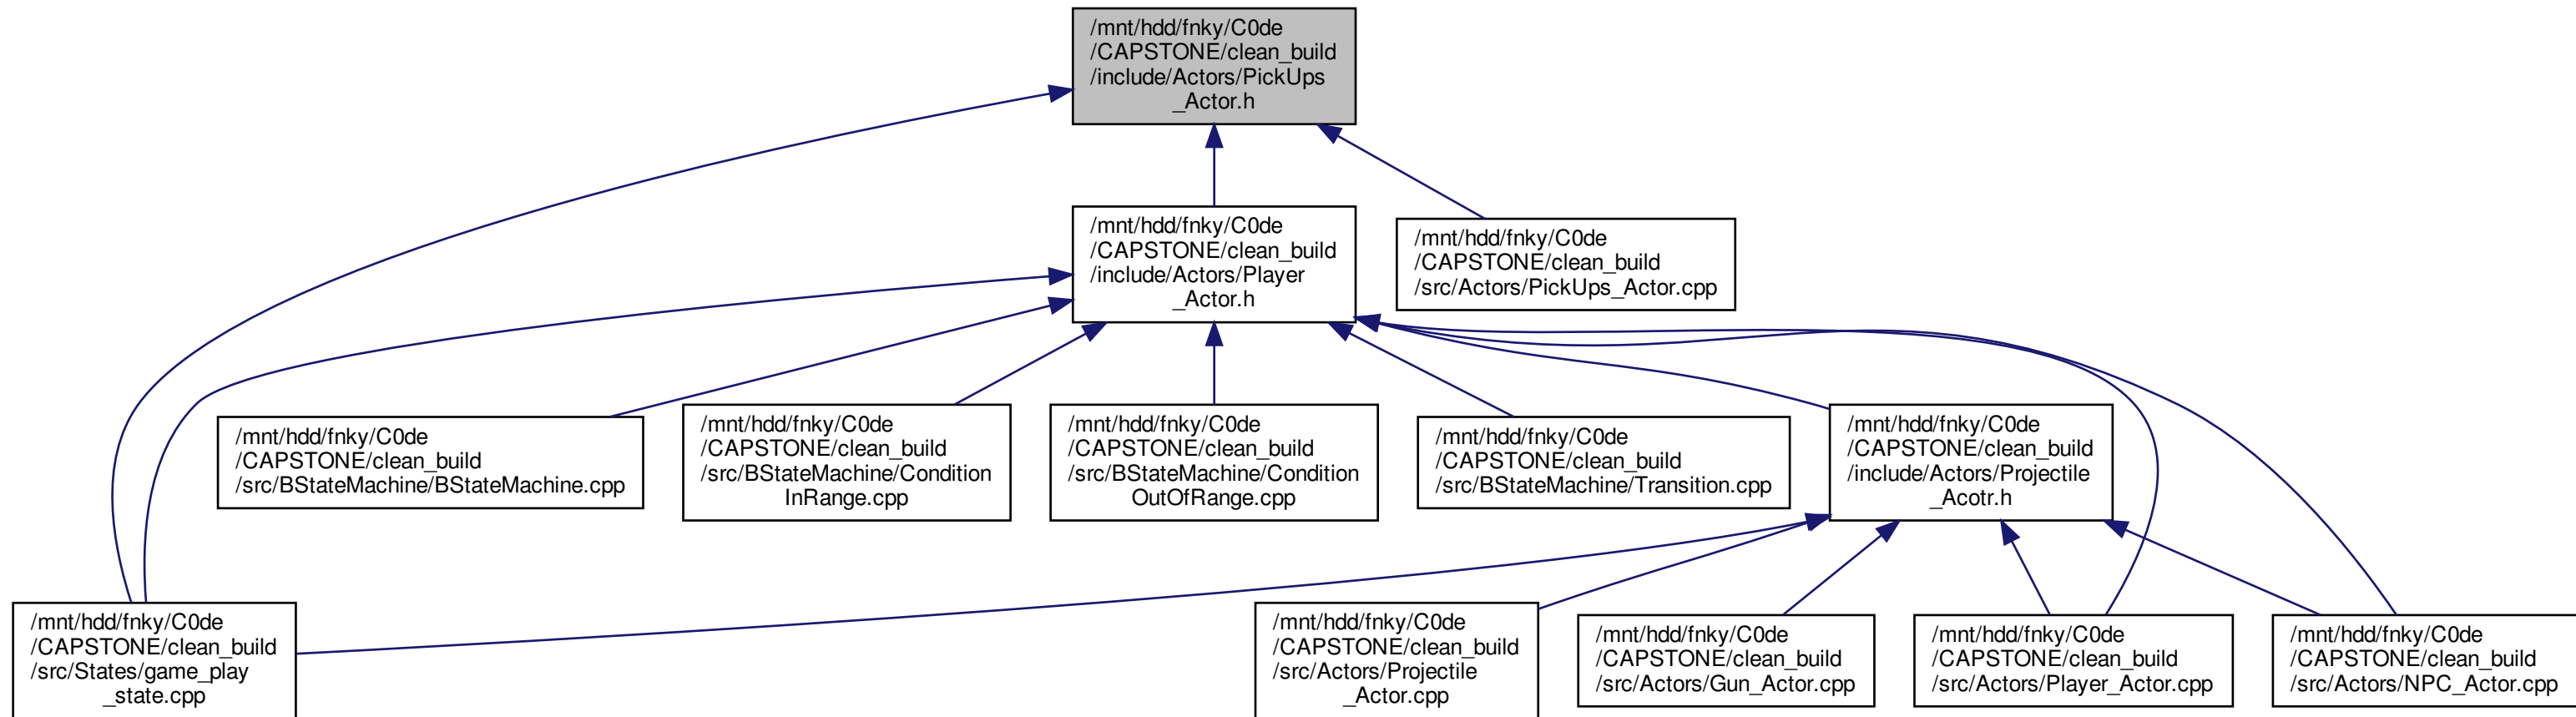 /mnt/hdd/fnky/C0de
/CAPSTONE/clean_build
/include/Actors/PickUps
_Actor.h
/mnt/hdd/fnky/C0de
/CAPSTONE/clean_build
/include/Actors/Player
_Actor.h
/mnt/hdd/fnky/C0de
/CAPSTONE/clean_build
/src/Actors/PickUps_Actor.cpp
/mnt/hdd/fnky/C0de
/CAPSTONE/clean_build
/src/BStateMachine/BStateMachine.cpp
/mnt/hdd/fnky/C0de
/CAPSTONE/clean_build
/src/BStateMachine/Condition
InRange.cpp
/mnt/hdd/fnky/C0de
/CAPSTONE/clean_build
/src/BStateMachine/Condition
OutOfRange.cpp
/mnt/hdd/fnky/C0de
/CAPSTONE/clean_build
/src/BStateMachine/Transition.cpp
/mnt/hdd/fnky/C0de
/CAPSTONE/clean_build
/include/Actors/Projectile
_Acotr.h
/mnt/hdd/fnky/C0de
/CAPSTONE/clean_build
/src/States/game_play
_state.cpp
/mnt/hdd/fnky/C0de
/CAPSTONE/clean_build
/src/Actors/Projectile
_Actor.cpp
/mnt/hdd/fnky/C0de
/CAPSTONE/clean_build
/src/Actors/Gun_Actor.cpp
/mnt/hdd/fnky/C0de
/CAPSTONE/clean_build
/src/Actors/Player_Actor.cpp
/mnt/hdd/fnky/C0de
/CAPSTONE/clean_build
/src/Actors/NPC_Actor.cpp